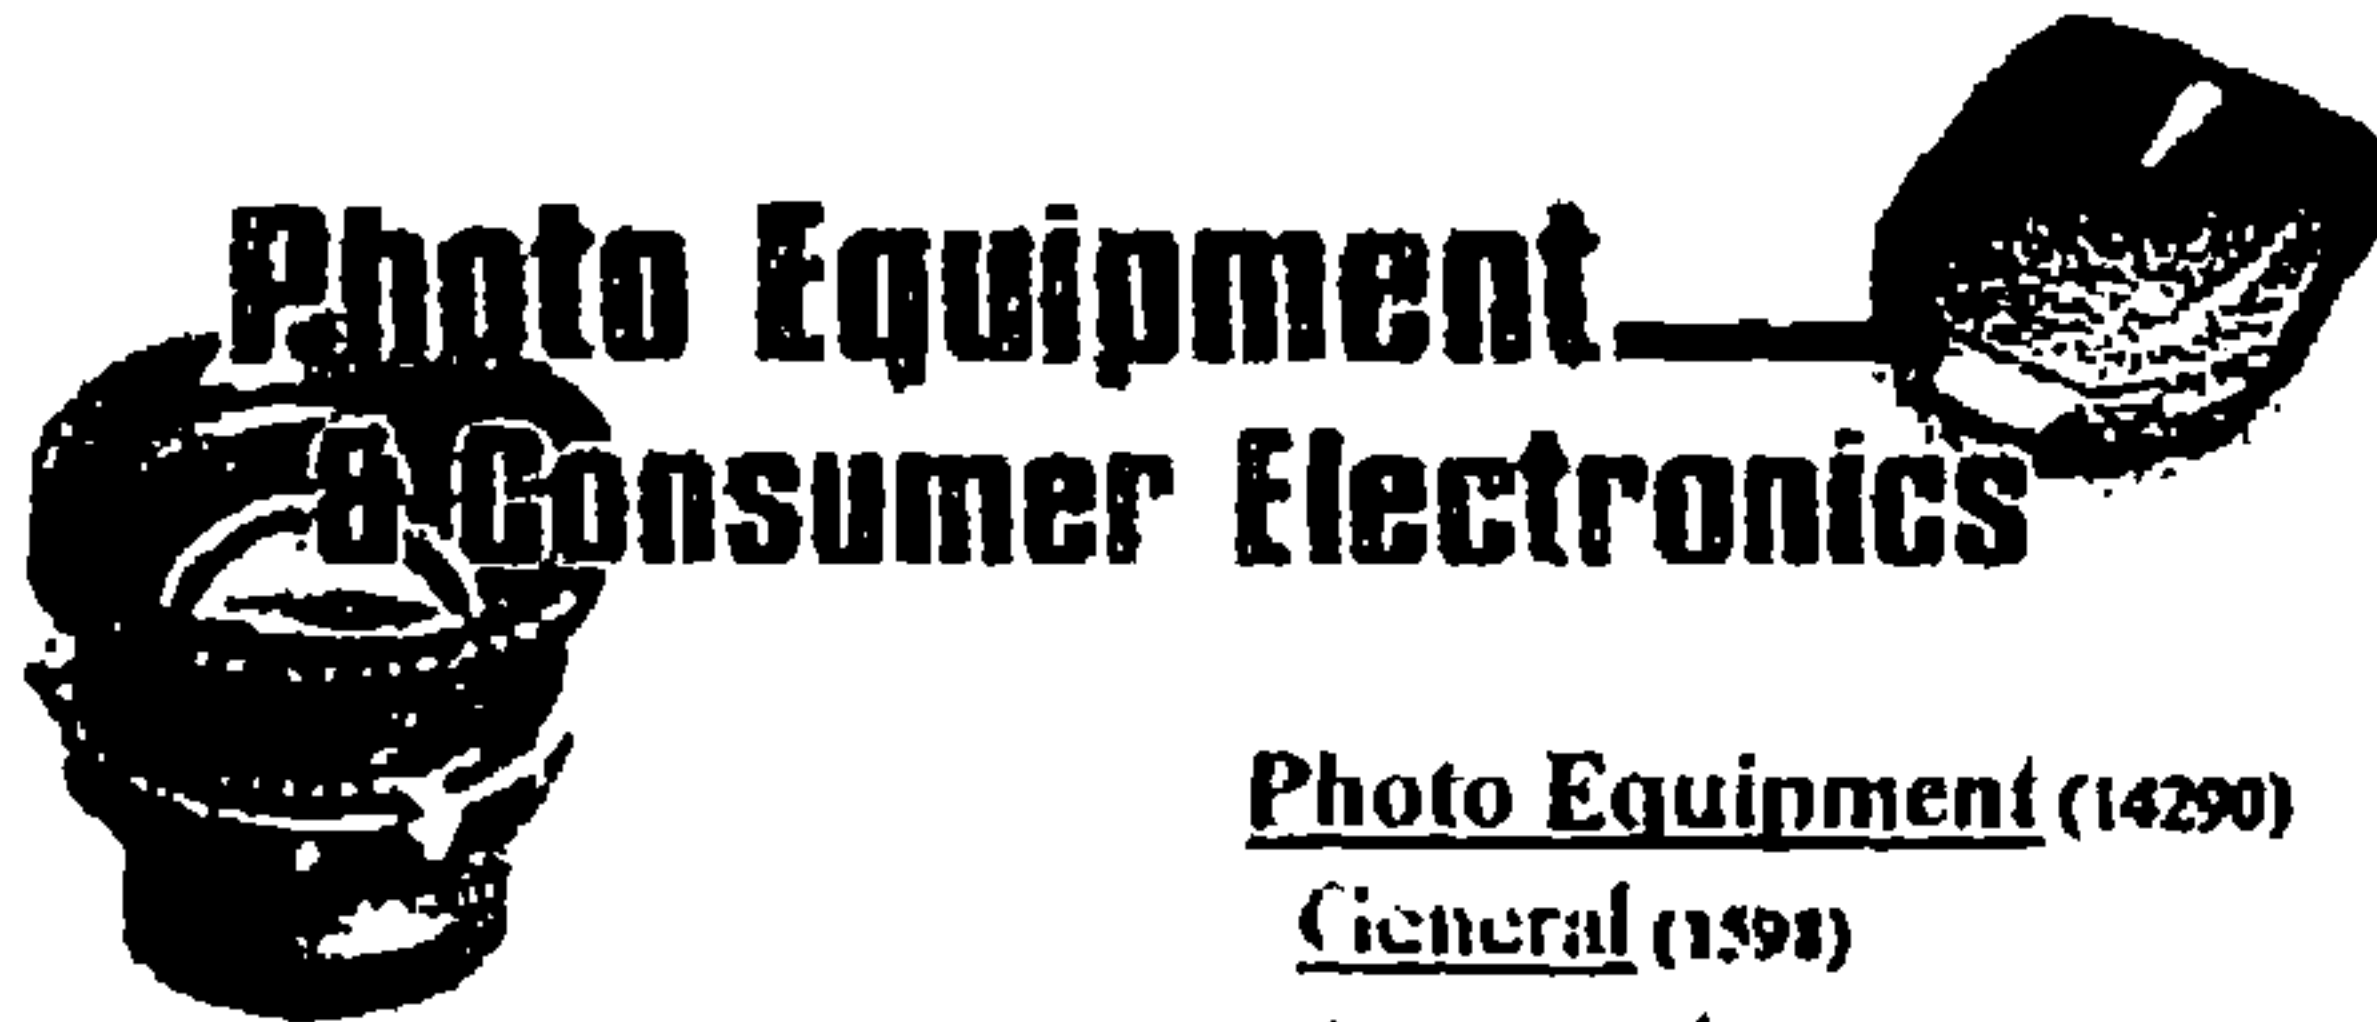 Photo Equipment
& Consumer Electronics
Photo Equipment (14290)
General (1598)